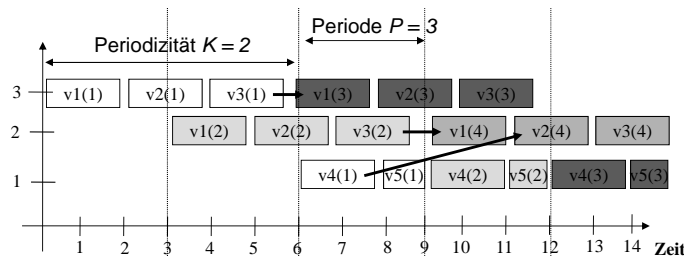 Periode P = 3
Periodizität K = 2
3 v1(1) v2(1) v3(1) v1(3) v2(3) v3(3)
2 v1(2) v2(2) v3(2) v1(4) v2(4) v3(4)
1 v4(1) v5(1) v4(2) v5(2) v4(3) v5(3)
1 2 3 4 5 6 7 8 9 10 11 12 13 14 Zeit